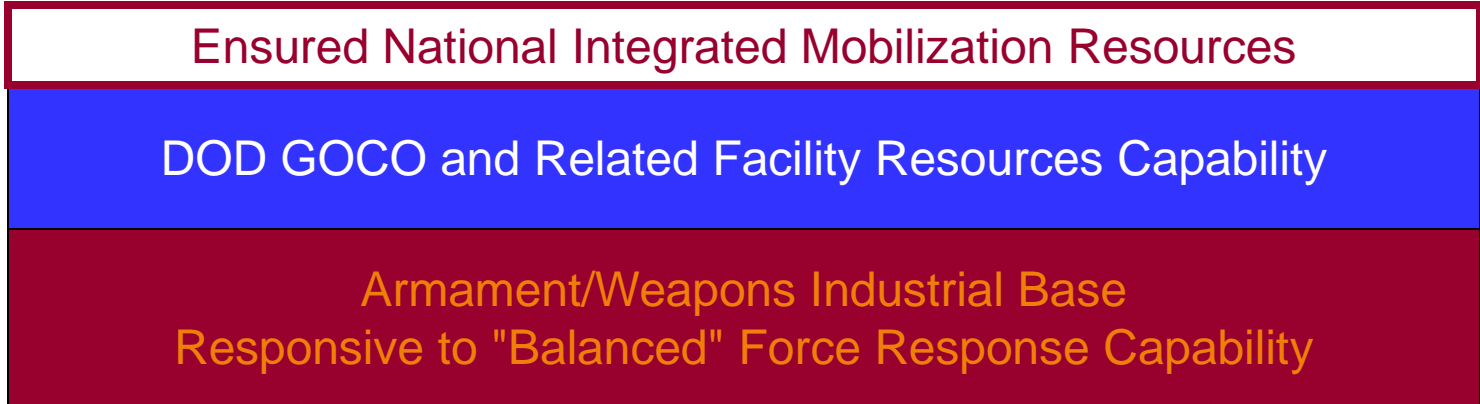 Ensured National Integrated Mobilization Resources
DOD GOCO and Related Facility Resources Capability
Armament/Weapons Industrial Base
Responsive to "Balanced" Force Response Capability